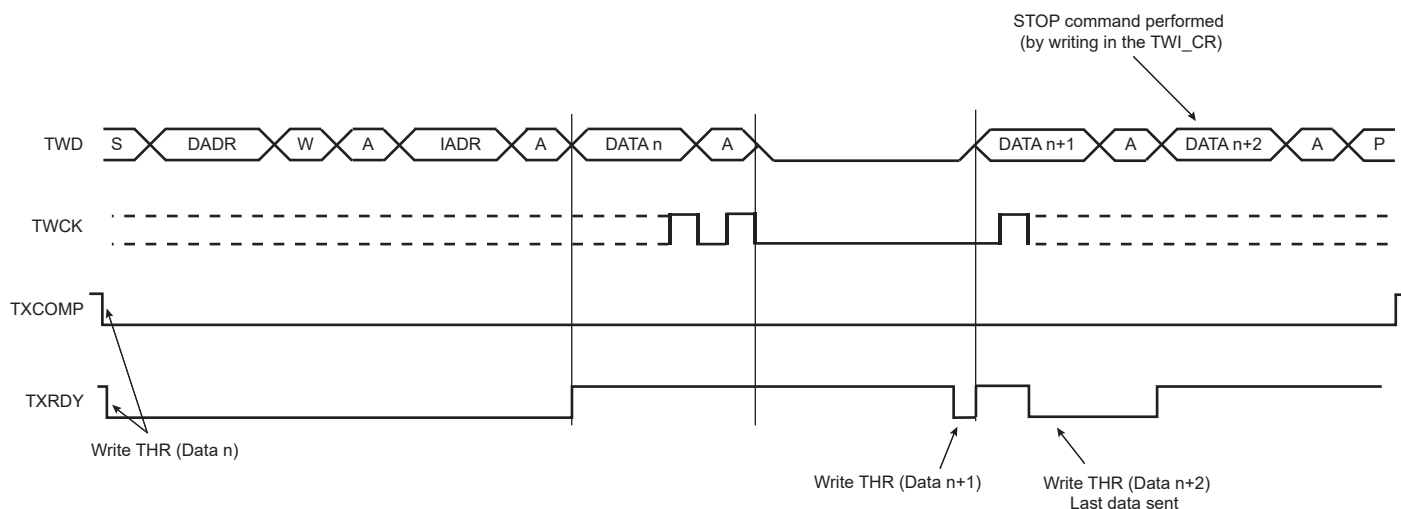 STOP command performed
(by writing in the TWI_CR)
TWD S DADR W A IADR A DATA n A DATA n+1 A DATA n+2 A P
TWCK
TXCOMP
TXRDY
Write THR (Data n)
Write THR (Data n+1)
Write THR (Data n+2)
Last data sent